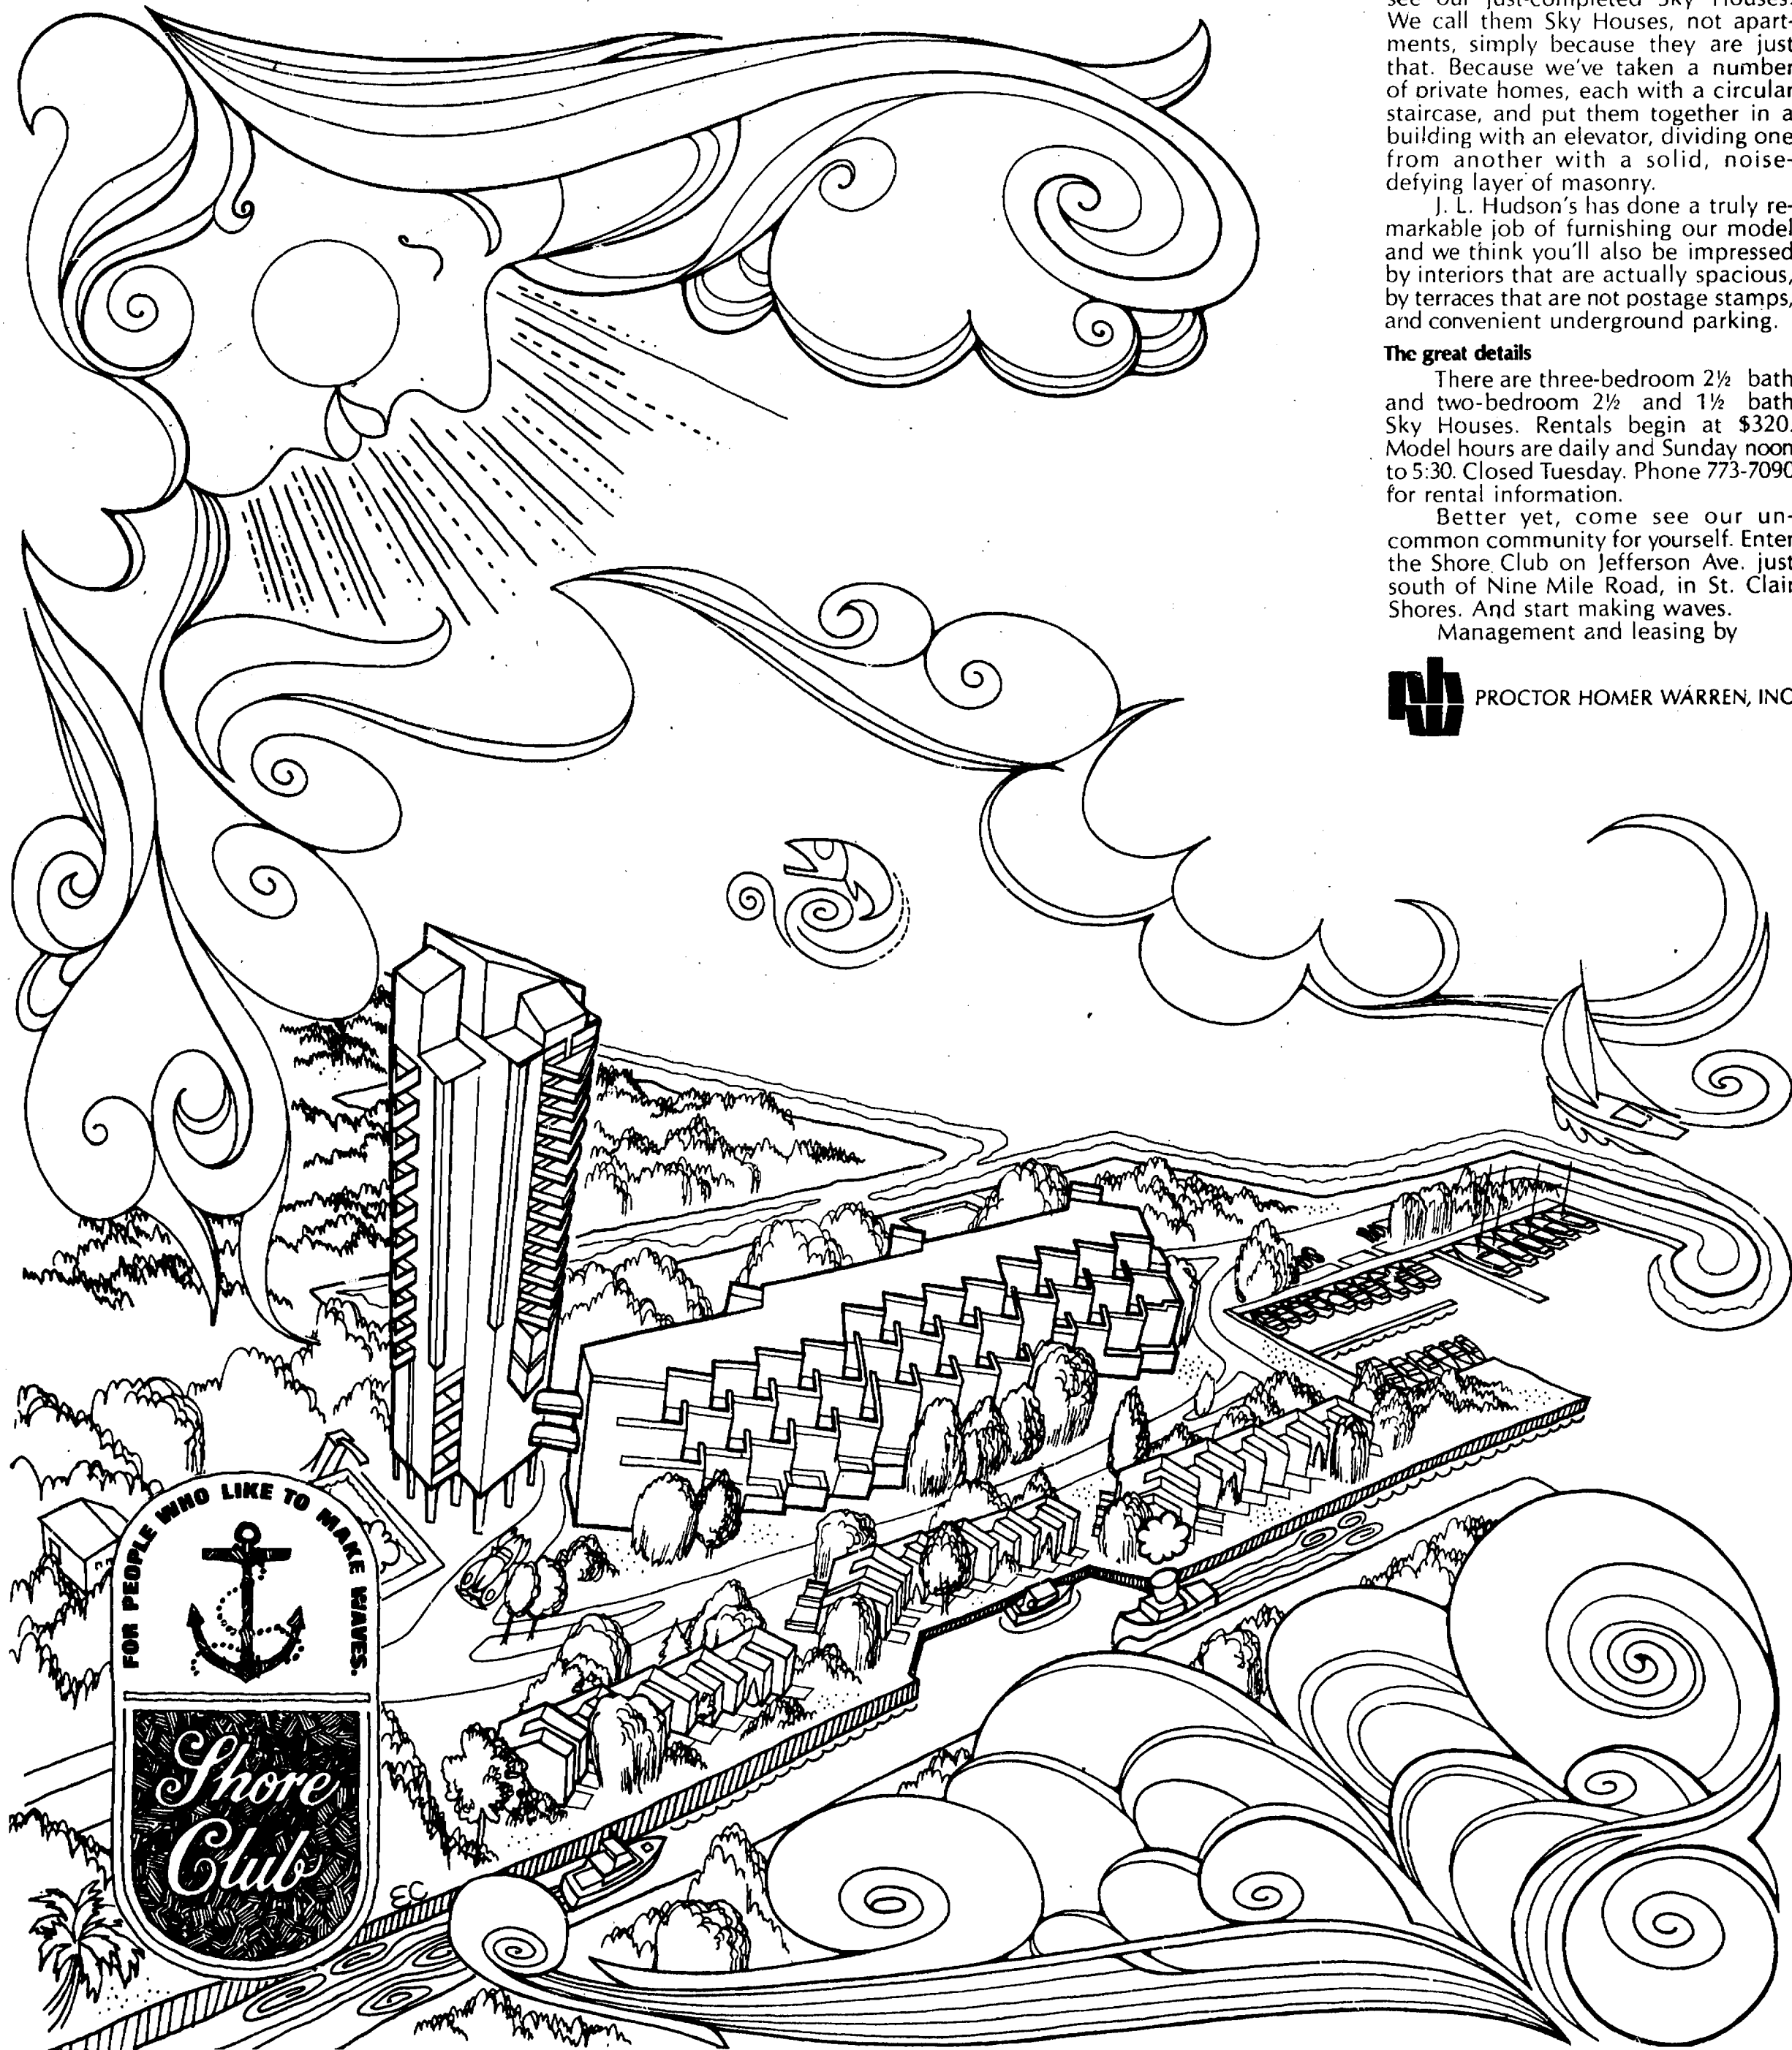 see our just-completed Sky Houses.
We call them Sky Houses, not apart-
ments, simply because they are just
that. Because we've taken a number
of private homes, each with a circular
staircase, and put them together in a
building with an elevator, dividing one
from another with a solid, noise-
defying layer of masonry.
J. L. Hudson's has done a truly re-
markable job of furnishing our model
and we think you'll also be impressed
by interiors that are actually spacious,
by terraces that are not postage stamps,
and convenient underground parking.
The great details
There are three-bedroom 2½ bath
and two-bedroom 2½ and 1½ bath
Sky Houses. Rentals begin at $320.
Model hours are daily and Sunday noon
to 5:30. Closed Tuesday. Phone 773-7090
for rental information.
Better yet, come see our un-
common community for yourself. Enter
the Shore Club on Jefferson Ave. just
south of Nine Mile Road, in St. Clair
Shores. And start making waves.
Management and leasing by
phw
PROCTOR HOMER WARREN, INC
FOR PEOPLE WHO LIKE TO MAKE WAVES.
Shore
Club